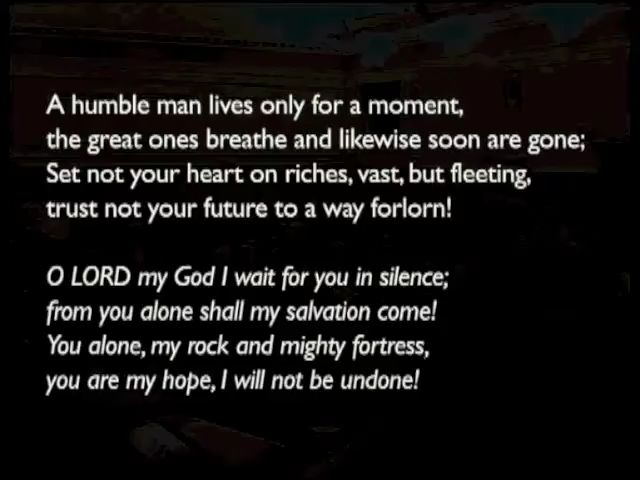 A humble man lives only for a moment,
the great ones breathe and likewise soon are gone;
Set not your heart on riches, vast, but fleeting,
trust not your future to a way forlorn!
O LORD my God I wait for you in silence;
from you alone shall my salvation come!
You alone, my rock and mighty fortress,
you are my hope, I will not be undone!